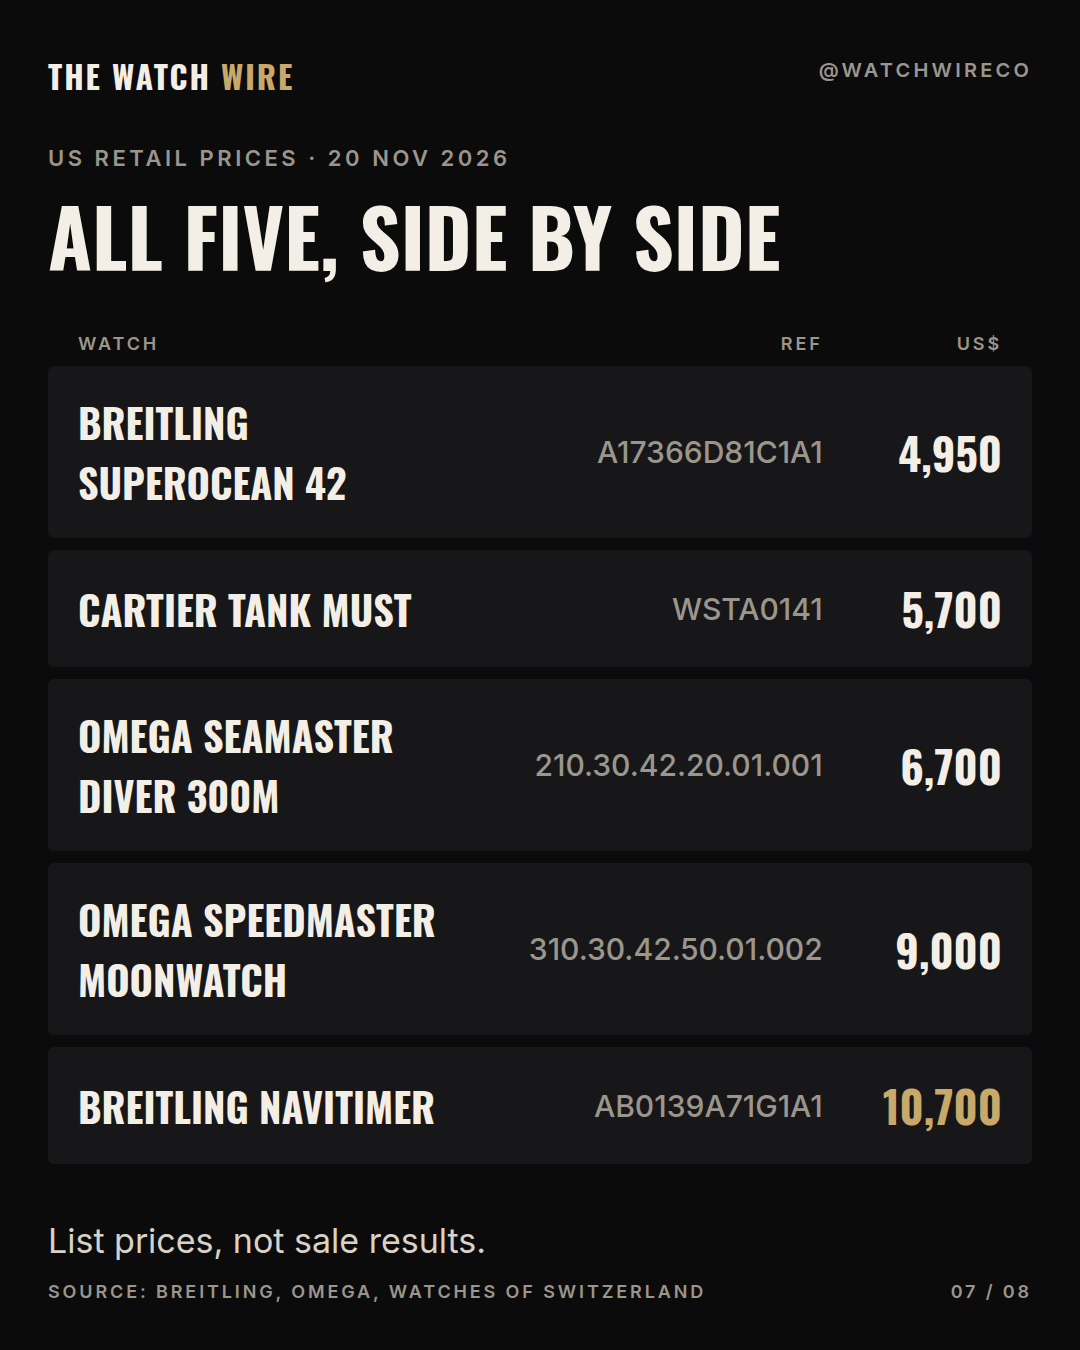 THE WATCH WIRE
@WATCHWIRECO
US RETAIL PRICES · 20 NOV 2026
ALL FIVE, SIDE BY SIDE
WATCH REF US$
BREITLING
SUPEROCEAN 42
A17366D81C1A1
4,950
CARTIER TANK MUST WSTA0141 5,700
OMEGA SEAMASTER
DIVER 300M
210.30.42.20.01.001
6,700
OMEGA SPEEDMASTER
MOONWATCH
310.30.42.50.01.002
9,000
BREITLING NAVITIMER AB0139A71G1A1 10,700
List prices, not sale results.
SOURCE: BREITLING, OMEGA, WATCHES OF SWITZERLAND
07 / 08